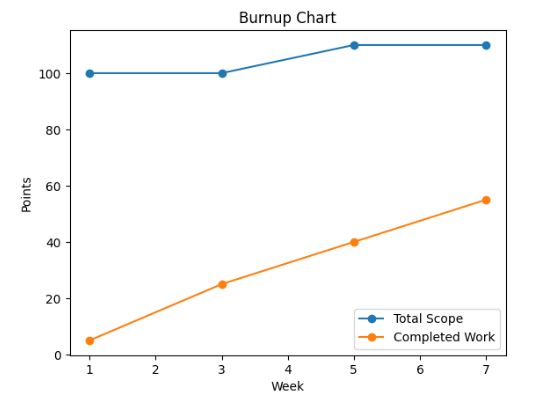 Burnup Chart
Points
100
80
60
40
20
0
Total Scope
Completed Work
1 2 3 4 5 6 7
Week